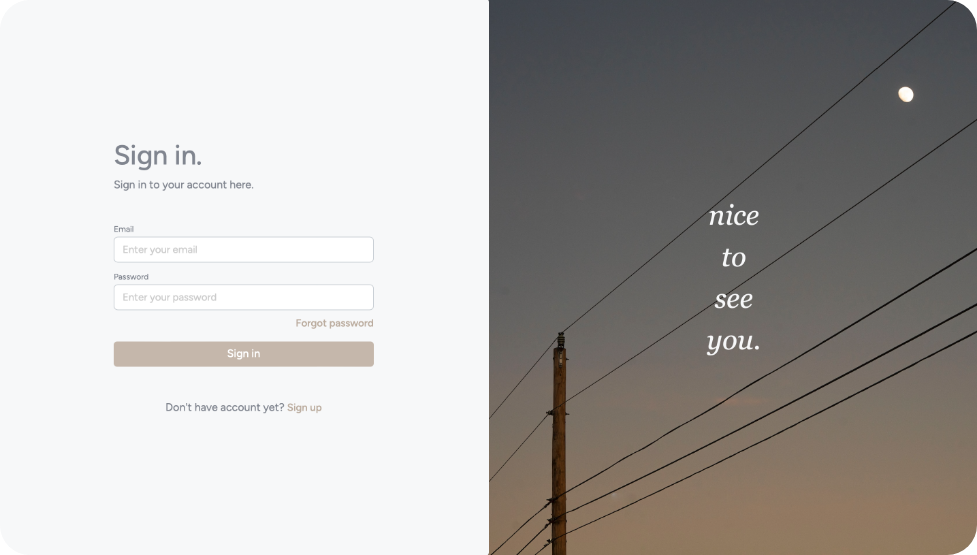 Sign in.
Sign in to your account here.
Email
Enter your email
Password
Enter your password
Forgot password
Sign in
Don't have account yet? Sign up
nice
to
see
you.